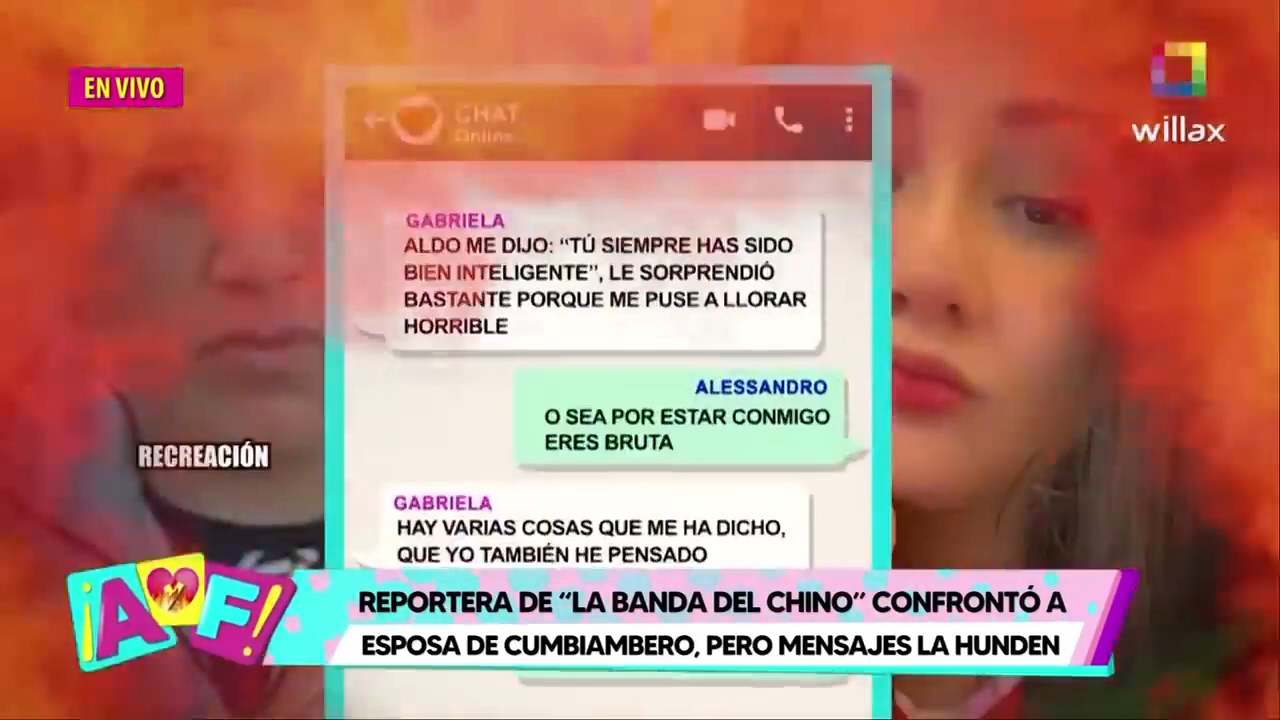 EN VIVO
willax
CHAT
Online
GABRIELA
ALDO ME DIJO: “TÚ SIEMPRE HAS SIDO
BIEN INTELIGENTE”, LE SORPRENDIÓ
BASTANTE PORQUE ME PUSE A LLORAR
HORRIBLE
ALESSANDRO
O SEA POR ESTAR CONMIGO
ERES BRUTA
RECREACIÓN
GABRIELA
HAY VARIAS COSAS QUE ME HA DICHO,
QUE YO TAMBIÉN HE PENSADO
¡A F!
REPORTERA DE “LA BANDA DEL CHINO” CONFRONTÓ A
ESPOSA DE CUMBIAMBERO, PERO MENSAJES LA HUNDEN